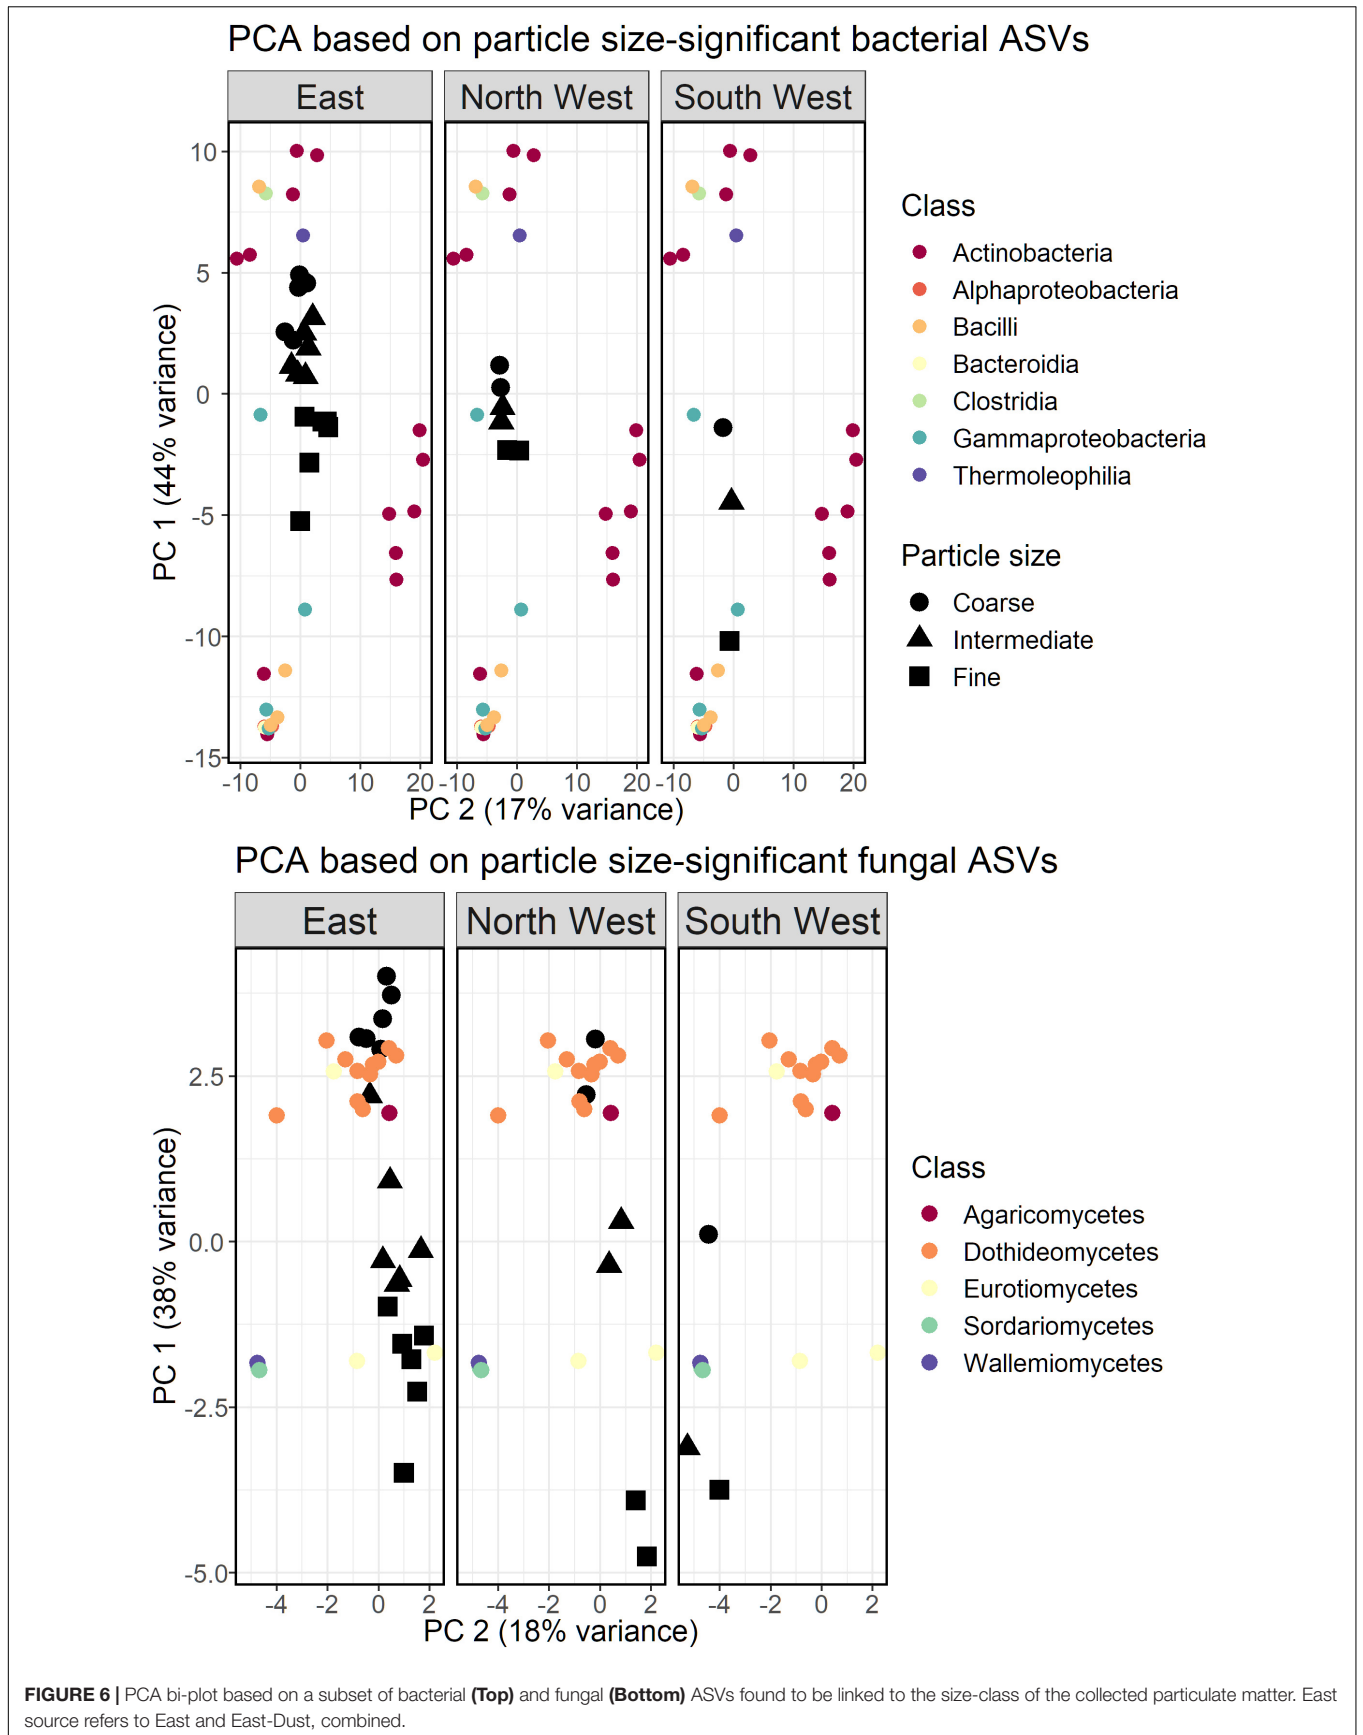 PCA based on particle size-significant bacterial ASVs
East
North West
South West
10
5
0
-5
-10
-15
PC 1 (44% variance)
-10 0 10 20
-10 0 10 20
-10 0 10 20
PC 2 (17% variance)
Class
Actinobacteria
Alphaproteobacteria
Bacilli
Bacteroidia
Clostridia
Gammaproteobacteria
Thermoleophilia
Particle size
Coarse
Intermediate
Fine
PCA based on particle size-significant fungal ASVs
East
North West
South West
2.5
0.0
-2.5
-5.0
PC 1 (38% variance)
-4 -2 0 2
-4 -2 0 2
-4 -2 0 2
PC 2 (18% variance)
Class
Agaricomycetes
Dothideomycetes
Eurotiomycetes
Sordariomycetes
Wallemiomycetes
FIGURE 6 | PCA bi-plot based on a subset of bacterial (Top) and fungal (Bottom) ASVs found to be linked to the size-class of the collected particulate matter. East
source refers to East and East-Dust, combined.